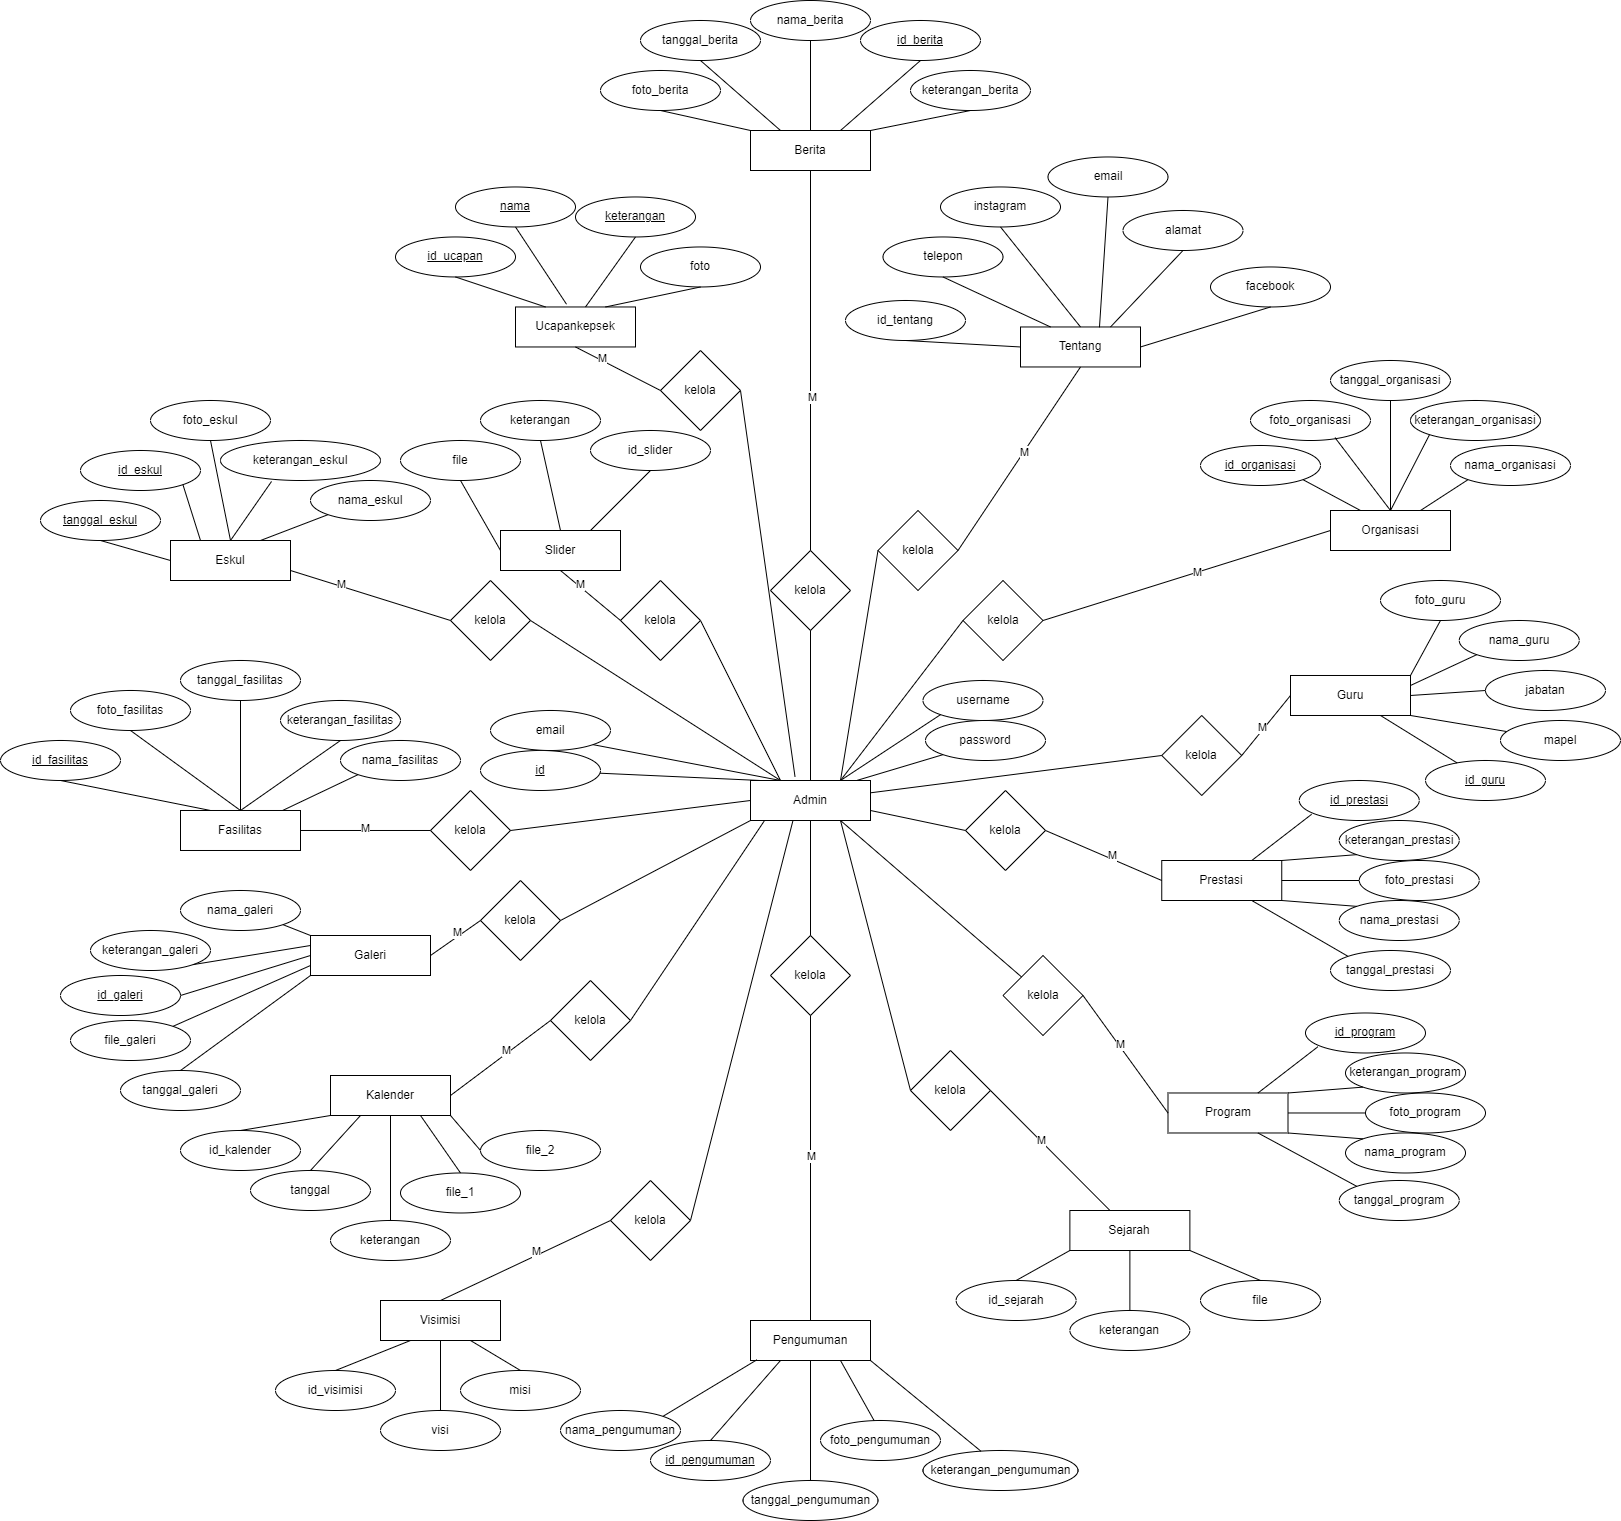 nama_berita
tanggal_berita
id_berita
foto_berita
keterangan_berita
Berita
email
nama
instagram
keterangan
alamat
id_ucapan
telepon
foto
facebook
id_tentang
Ucapankepsek
Tentang
M
kelola
tanggal_organisasi
M
foto_eskul
keterangan
foto_organisasi
keterangan_organisasi
id_slider
M
keterangan_eskul
file
id_organisasi
nama_organisasi
id_eskul
nama_eskul
tanggal_eskul
Organisasi
Slider
kelola
Eskul
M
M
M
kelola
foto_guru
kelola
kelola
kelola
nama_guru
tanggal_fasilitas
jabatan
Guru
username
foto_fasilitas
keterangan_fasilitas
M
email
password
mapel
kelola
id_fasilitas
nama_fasilitas
id
id_guru
Admin
id_prestasi
M
Fasilitas
kelola
kelola
keterangan_prestasi
M
Prestasi
foto_prestasi
nama_galeri
kelola
nama_prestasi
M
keterangan_galeri
Galeri
tanggal_prestasi
kelola
id_galeri
kelola
kelola
id_program
file_galeri
M
M
keterangan_program
tanggal_galeri
Kalender
kelola
Program
foto_program
M
id_kalender
file_2
M
nama_program
tanggal
file_1
tanggal_program
kelola
Sejarah
keterangan
M
id_sejarah
file
Visimisi
keterangan
Pengumuman
id_visimisi
misi
visi
nama_pengumuman
foto_pengumuman
id_pengumuman
keterangan_pengumuman
tanggal_pengumuman